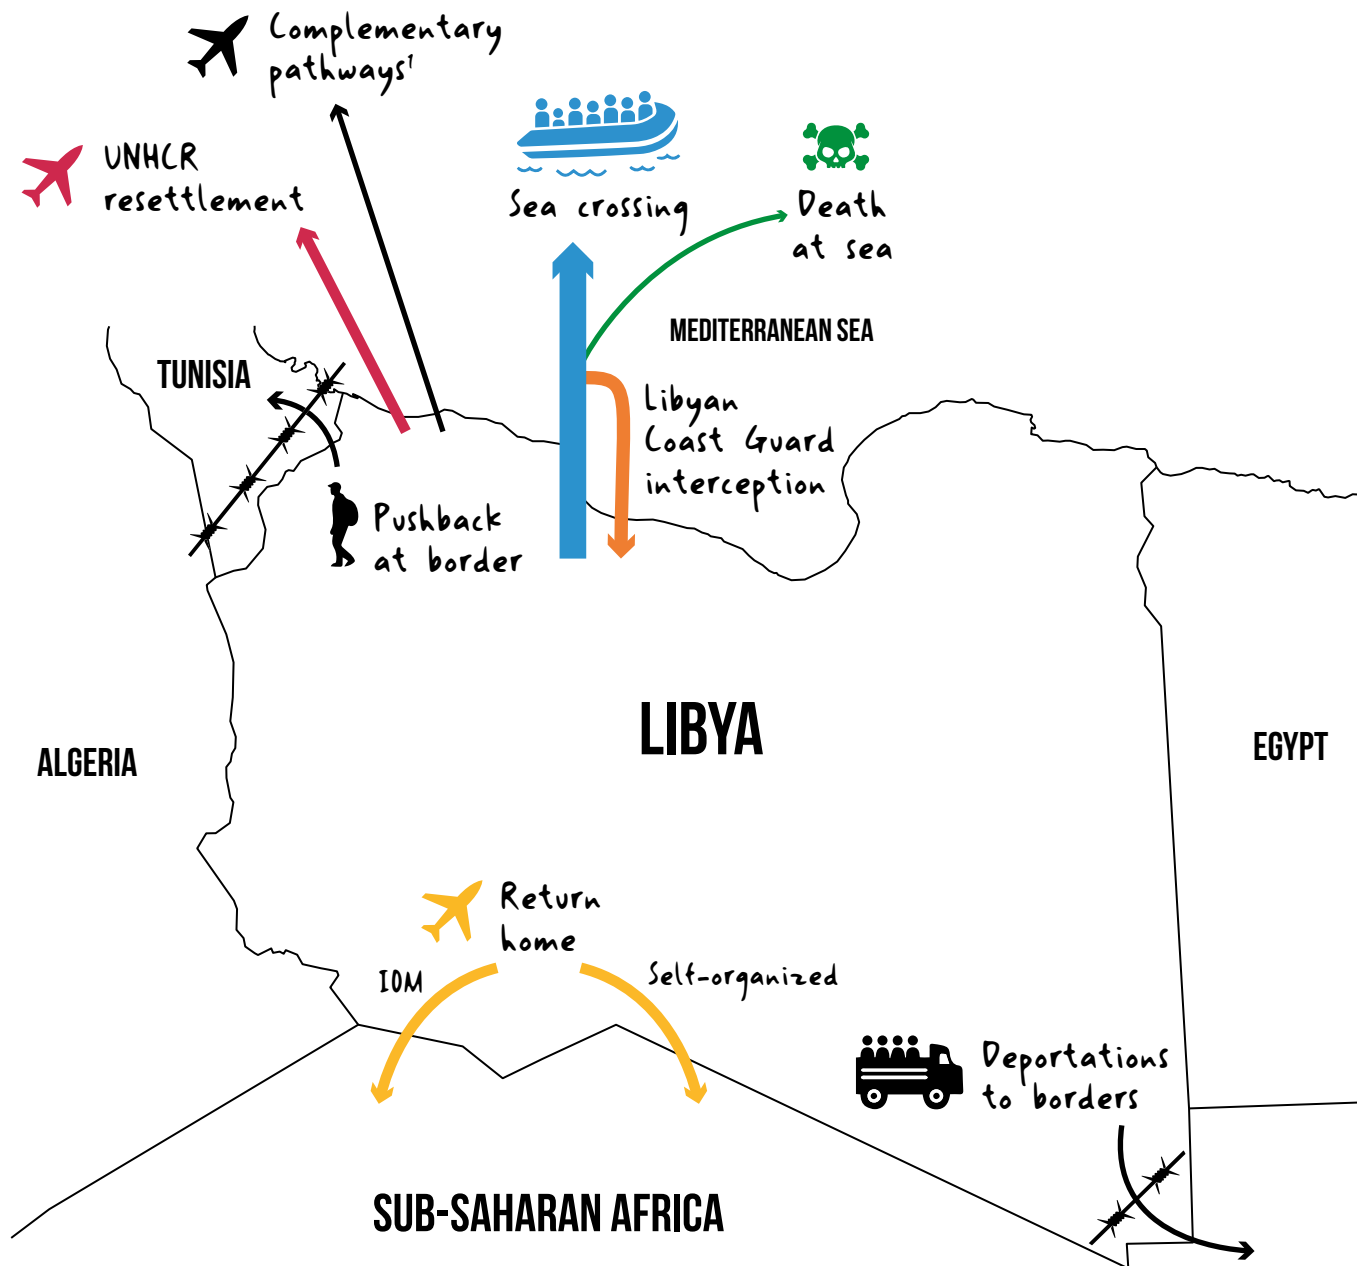 Complementary
pathways¹
UNHCR
resettlement
Sea crossing
Death
at sea
MEDITERRANEAN SEA
TUNISIA
Libyan
Coast Guard
interception
Pushback
at border
LIBYA
ALGERIA
EGYPT
Return
home
IOM
Self-organized
Deportations
to borders
SUB-SAHARAN AFRICA